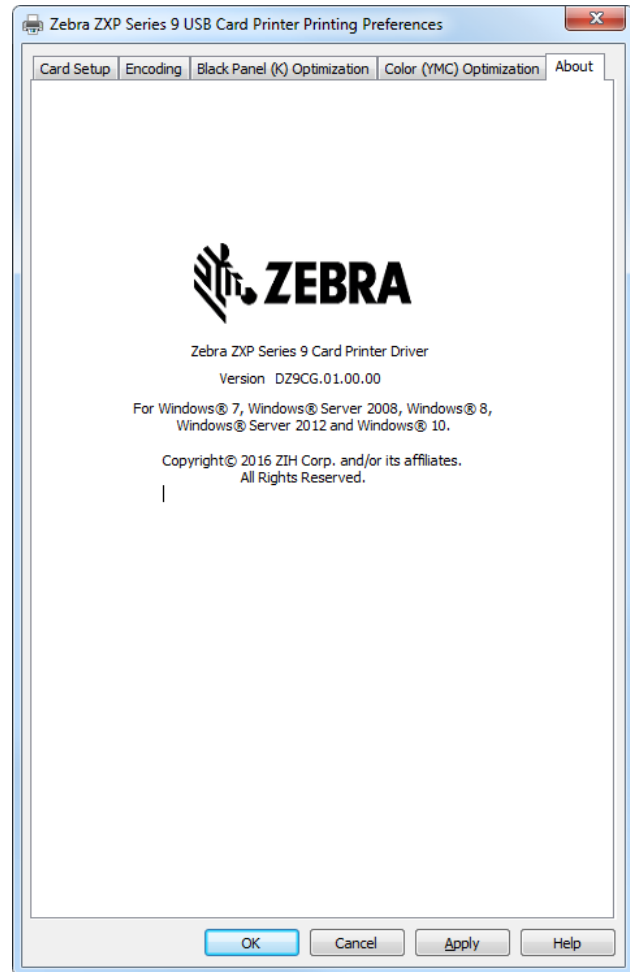 Zebra ZXP Series 9 USB Card Printer Printing Preferences
Card Setup Encoding Black Panel (K) Optimization Color (YMC) Optimization About
ZEBRA
Zebra ZXP Series 9 Card Printer Driver
Version DZ9CG.01.00.00
For Windows® 7, Windows® Server 2008, Windows® 8,
Windows® Server 2012 and Windows® 10.
Copyright© 2016 ZIH Corp. and/or its affiliates.
All Rights Reserved.
OK Cancel Apply Help